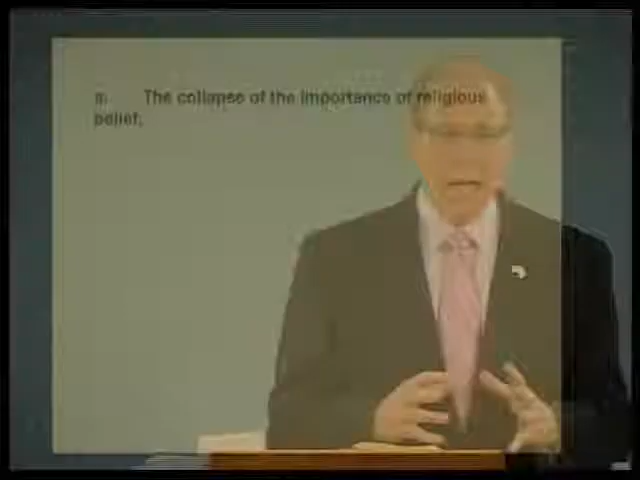 The collapse of the importance of religious
belief.